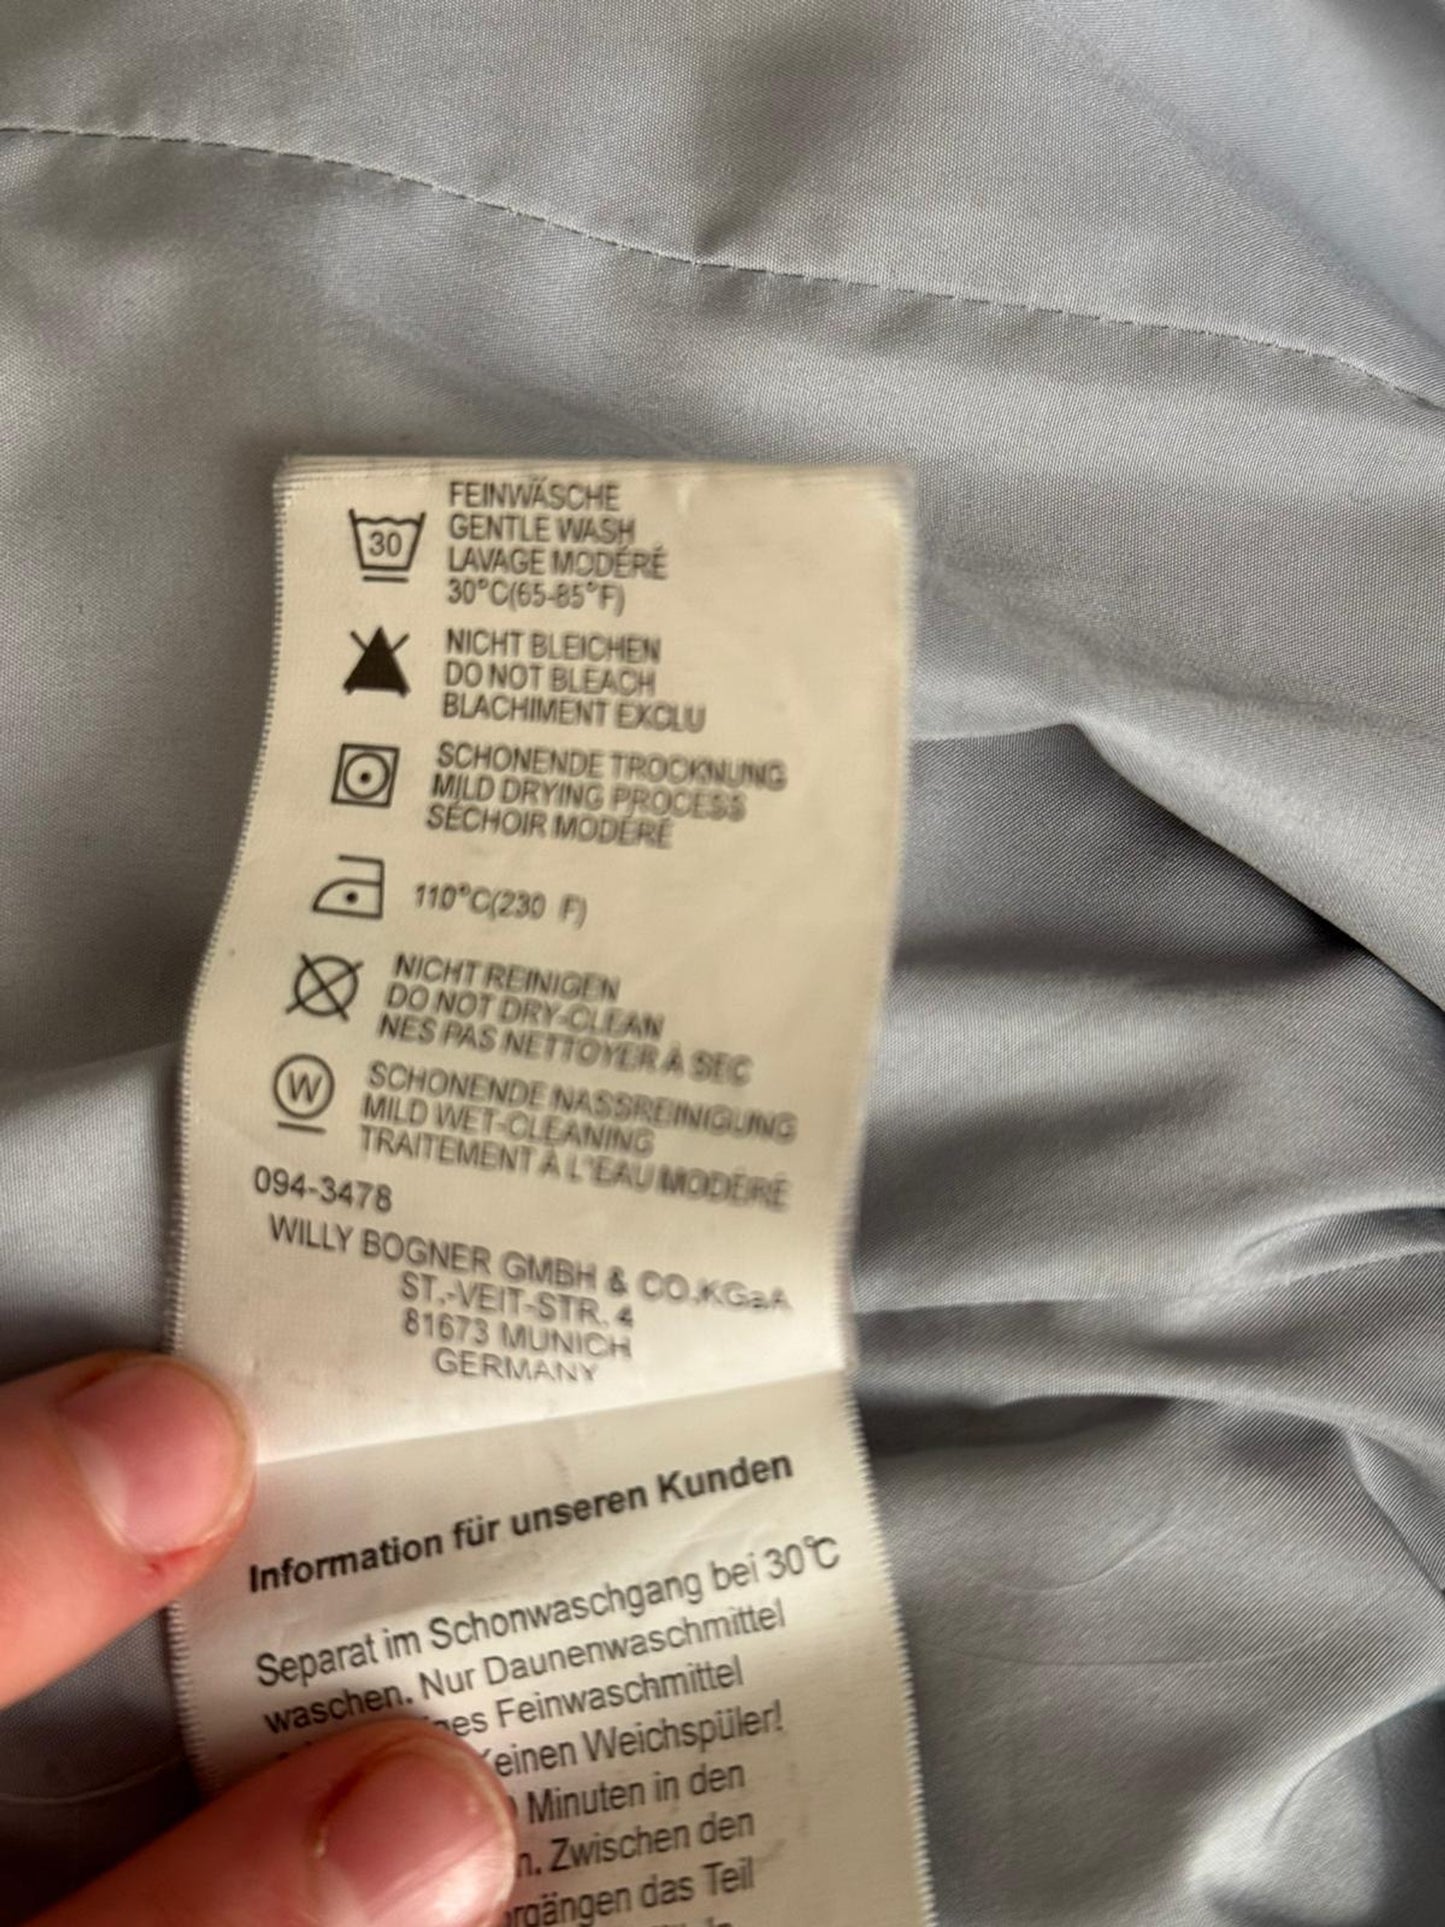 30
FEINWÄSCHE
GENTLE WASH
LAVAGE MODÉRÉ
30°C(65-85°F)
NICHT BLEICHEN
DO NOT BLEACH
BLACHIMENT EXCLU
SCHONENDE TROCKNUNG
MILD DRYING PROCESS
SÉCHOIR MODÉRÉ
110°C(230 F)
NICHT REINIGEN
DO NOT DRY-CLEAN
NES PAS NETTOYER À SEC
W
SCHONENDE NASSREINIGUNG
MILD WET-CLEANING
TRAITEMENT À L'EAU MODÉRÉ
094-3478
WILLY BOGNER GMBH & CO.KGaA
ST.-VEIT-STR. 4
81673 MUNICH
GERMANY
Information für unseren Kunden
Separat im Schonwaschgang bei 30°C
waschen. Nur Daunenwaschmittel
Feinwaschmittel
Weichspüler!
Minuten in den
Zwischen den
das Teil